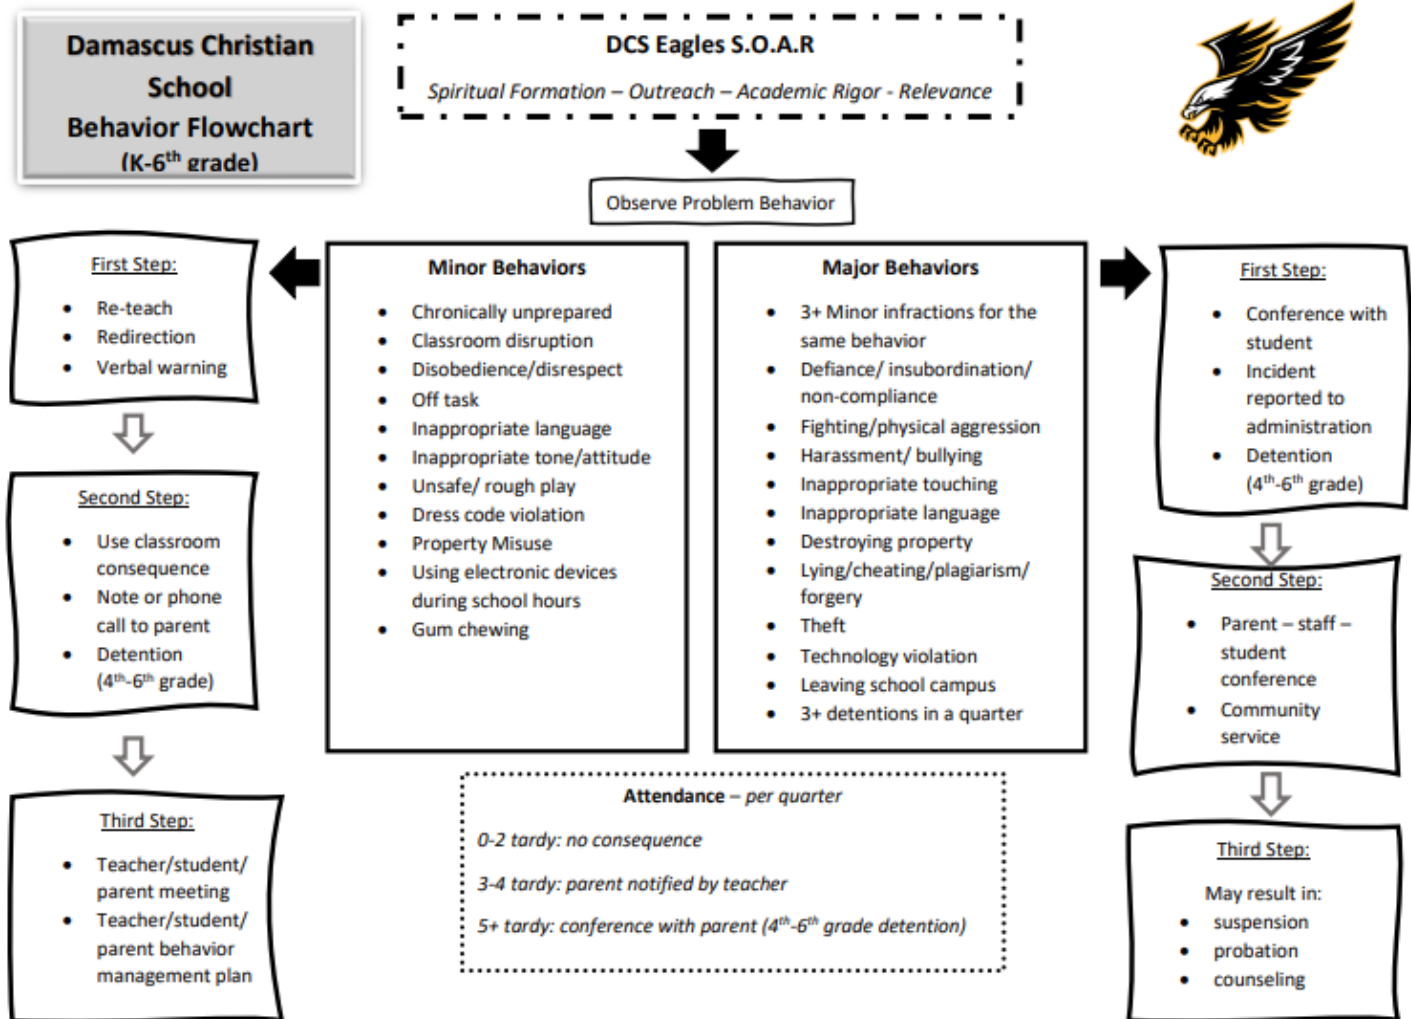 Damascus Christian
School
Behavior Flowchart
(K-6th grade)
DCS Eagles S.O.A.R
Spiritual Formation – Outreach – Academic Rigor - Relevance
Observe Problem Behavior
First Step:
• Re-teach
• Redirection
• Verbal warning
Second Step:
• Use classroom
consequence
• Note or phone
call to parent
• Detention
(4th-6th grade)
Third Step:
• Teacher/student/
parent meeting
• Teacher/student/
parent behavior
management plan
Minor Behaviors
• Chronically unprepared
• Classroom disruption
• Disobedience/disrespect
• Off task
• Inappropriate language
• Inappropriate tone/attitude
• Unsafe/ rough play
• Dress code violation
• Property Misuse
• Using electronic devices
during school hours
• Gum chewing
Major Behaviors
• 3+ Minor infractions for the
same behavior
• Defiance/ insubordination/
non-compliance
• Fighting/physical aggression
• Harassment/ bullying
• Inappropriate touching
• Inappropriate language
• Destroying property
• Lying/cheating/plagiarism/
forgery
• Theft
• Technology violation
• Leaving school campus
• 3+ detentions in a quarter
First Step:
• Conference with
student
• Incident
reported to
administration
• Detention
(4th-6th grade)
Second Step:
• Parent – staff –
student
conference
• Community
service
Third Step:
May result in:
• suspension
• probation
• counseling
Attendance – per quarter
0-2 tardy: no consequence
3-4 tardy: parent notified by teacher
5+ tardy: conference with parent (4th-6th grade detention)